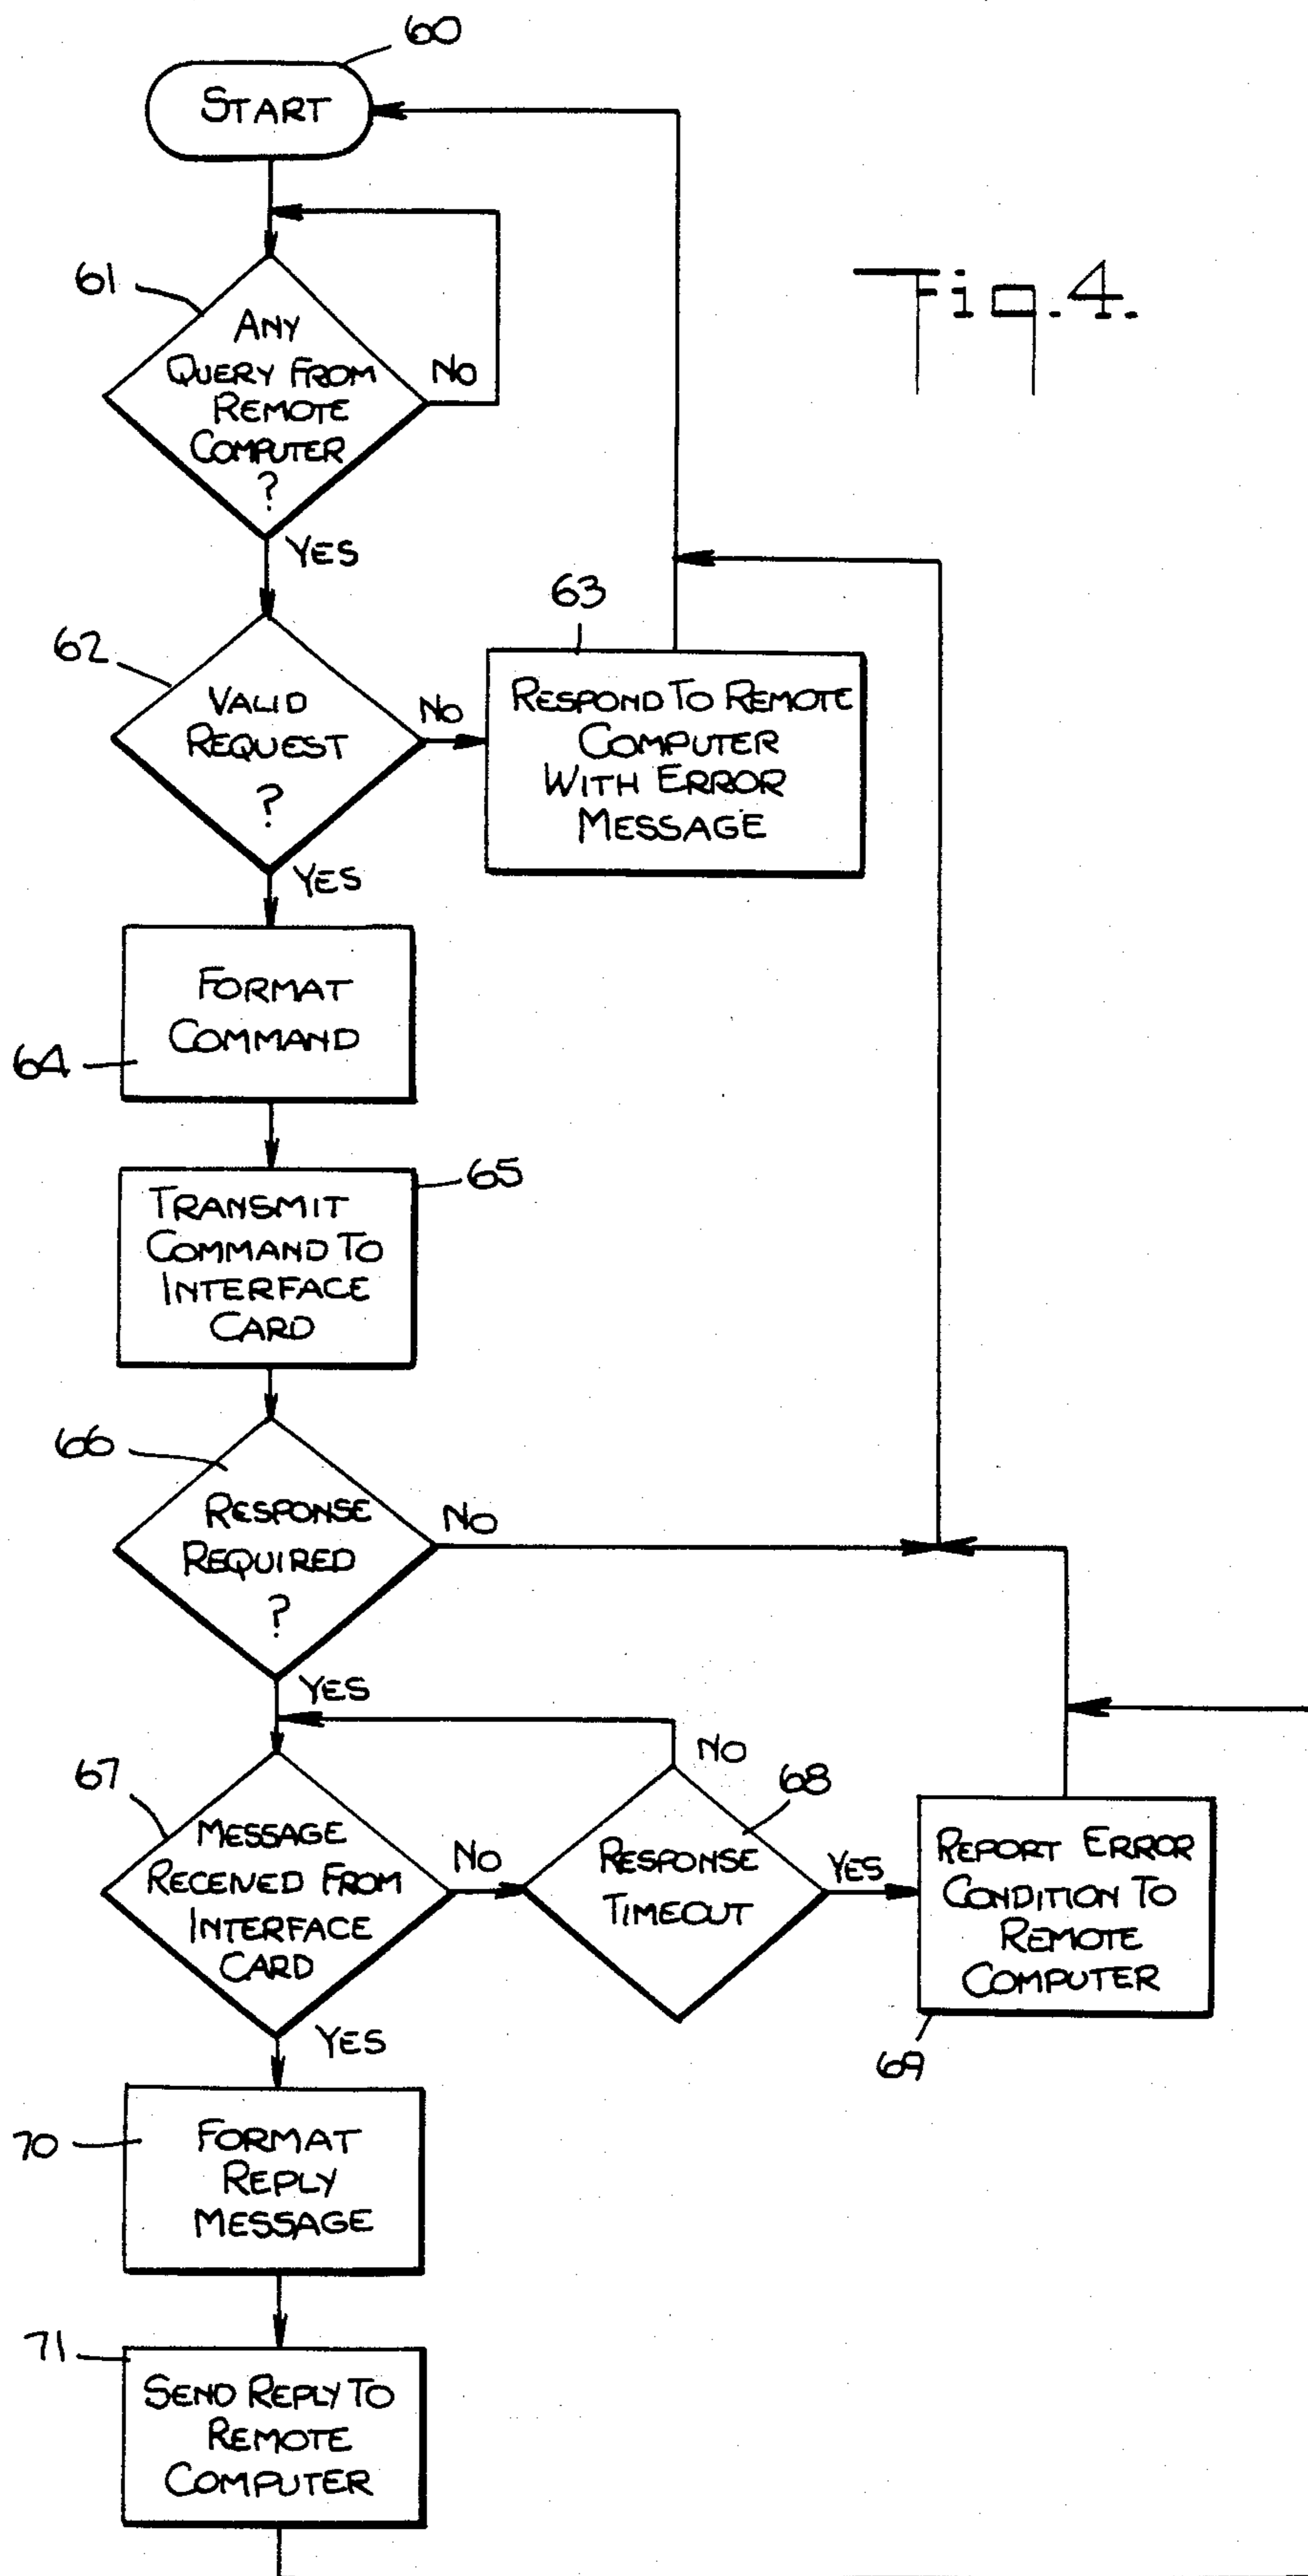 60
START
Fig. 4.
61
ANY
QUERY FROM
REMOTE
COMPUTER
?
NO
YES
62
VALID
REQUEST
?
NO
YES
63
RESPOND TO REMOTE
COMPUTER
WITH ERROR
MESSAGE
FORMAT
COMMAND
64
65
TRANSMIT
COMMAND TO
INTERFACE
CARD
66
RESPONSE
REQUIRED
?
NO
YES
67
MESSAGE
RECEIVED FROM
INTERFACE
CARD
NO
YES
68
RESPONSE
TIMEOUT
NO
YES
REPORT ERROR
CONDITION TO
REMOTE
COMPUTER
69
70
FORMAT
REPLY
MESSAGE
71
SEND REPLY TO
REMOTE
COMPUTER